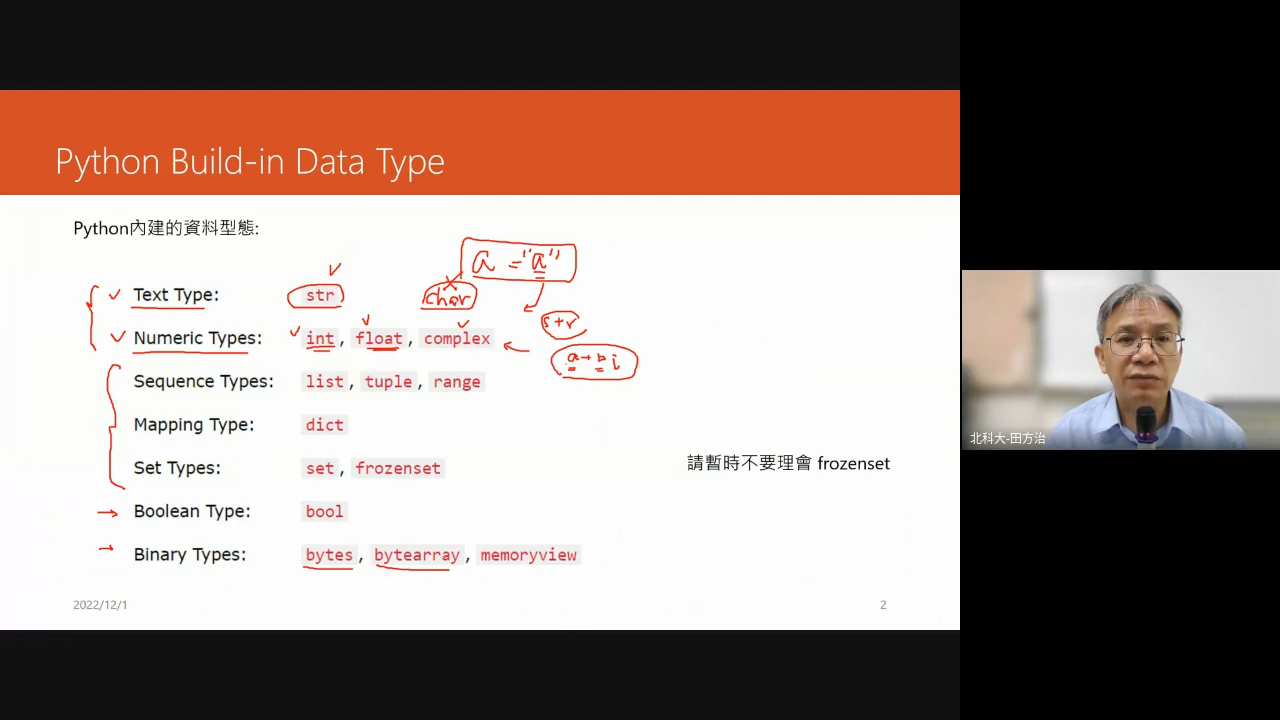 Python Build-in Data Type
Python內建的資料型態:
a = "a"
Text Type: str char
str
Numeric Types: int, float, complex
a+bi
Sequence Types: list, tuple, range
Mapping Type: dict
Set Types: set, frozenset
請暫時不要理會 frozenset
Boolean Type: bool
Binary Types: bytes, bytearray, memoryview
2022/12/1 2
北科大-田方治